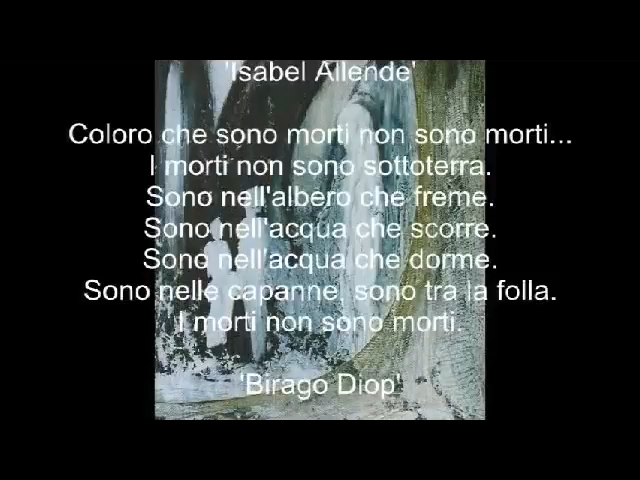 'Isabel Allende'
Coloro che sono morti non sono morti...
I morti non sono sottoterra.
Sono nell'albero che freme.
Sono nell'acqua che scorre.
Sono nell'acqua che dorme.
Sono nelle capanne, sono tra la folla.
I morti non sono morti.
'Birago Diop'